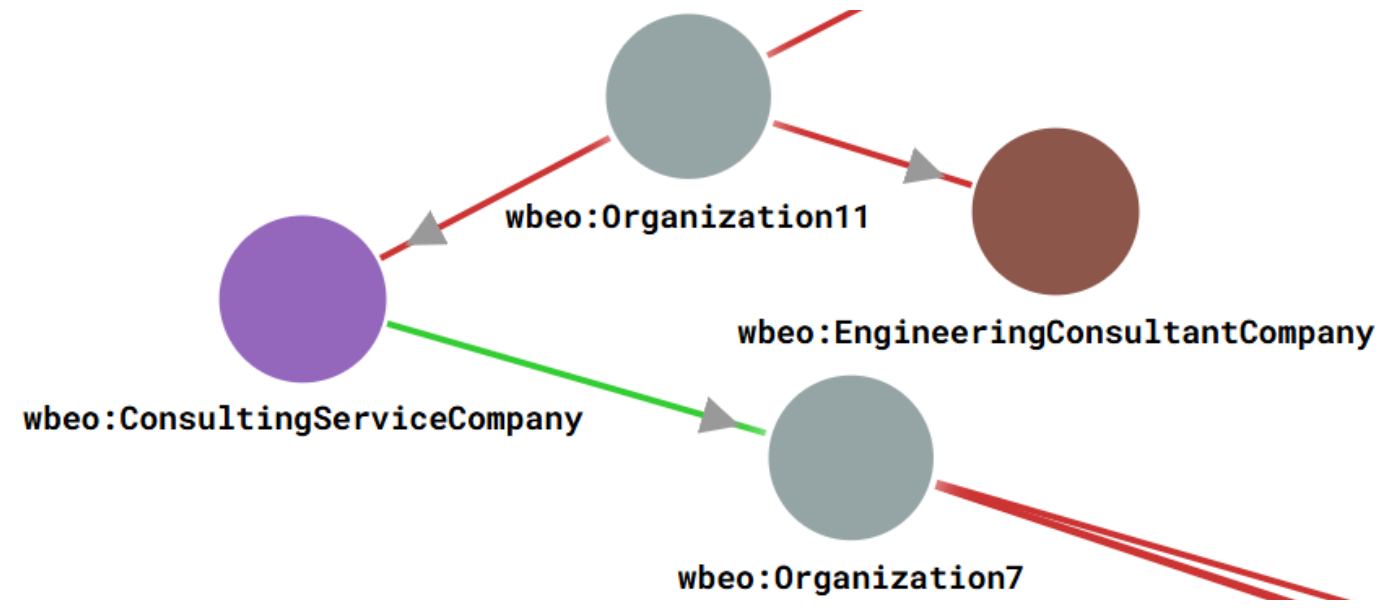 wbeo:Organization11
wbeo:EngineeringConsultantCompany
wbeo:ConsultingServiceCompany
wbeo:Organization7